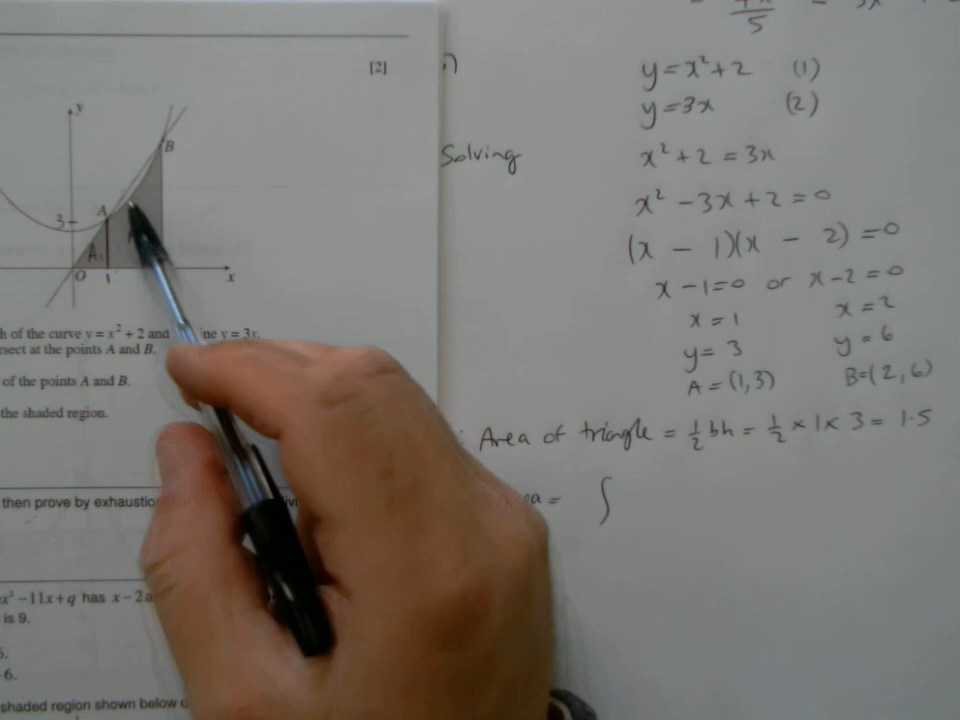 [2]
y
B
A
3
A
O
1
x
h of the curve y = x² + 2 and ne y = 3x.
rsect at the points A and B.
of the points A and B.
the shaded region.
then prove by exhaustio
x² − 11x + q has x − 2
is 9.
6.
shaded region shown below
5
y = x² + 2 (1)
y = 3x (2)
Solving x² + 2 = 3x
x² − 3x + 2 = 0
(x − 1)(x − 2) = 0
x − 1 = 0 or x − 2 = 0
x = 1 x = 2
y = 3 y = 6
A = (1,3) B = (2,6)
Area of triangle = ½bh = ½ × 1 × 3 = 1.5
ea = ∫